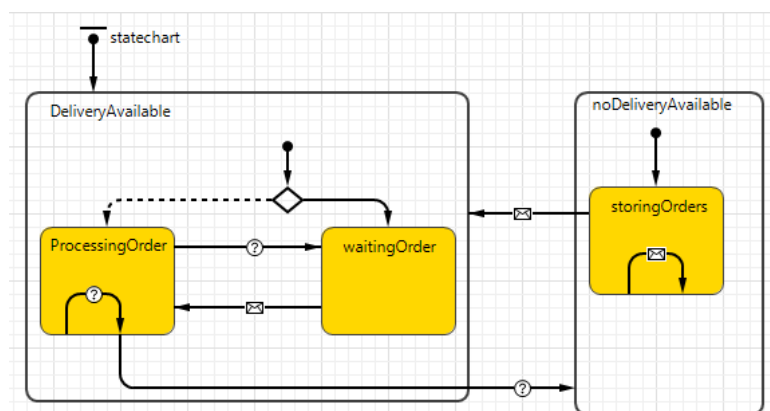 statechart
DeliveryAvailable
noDeliveryAvailable
storingOrders
ProcessingOrder
waitingOrder
?
?
?